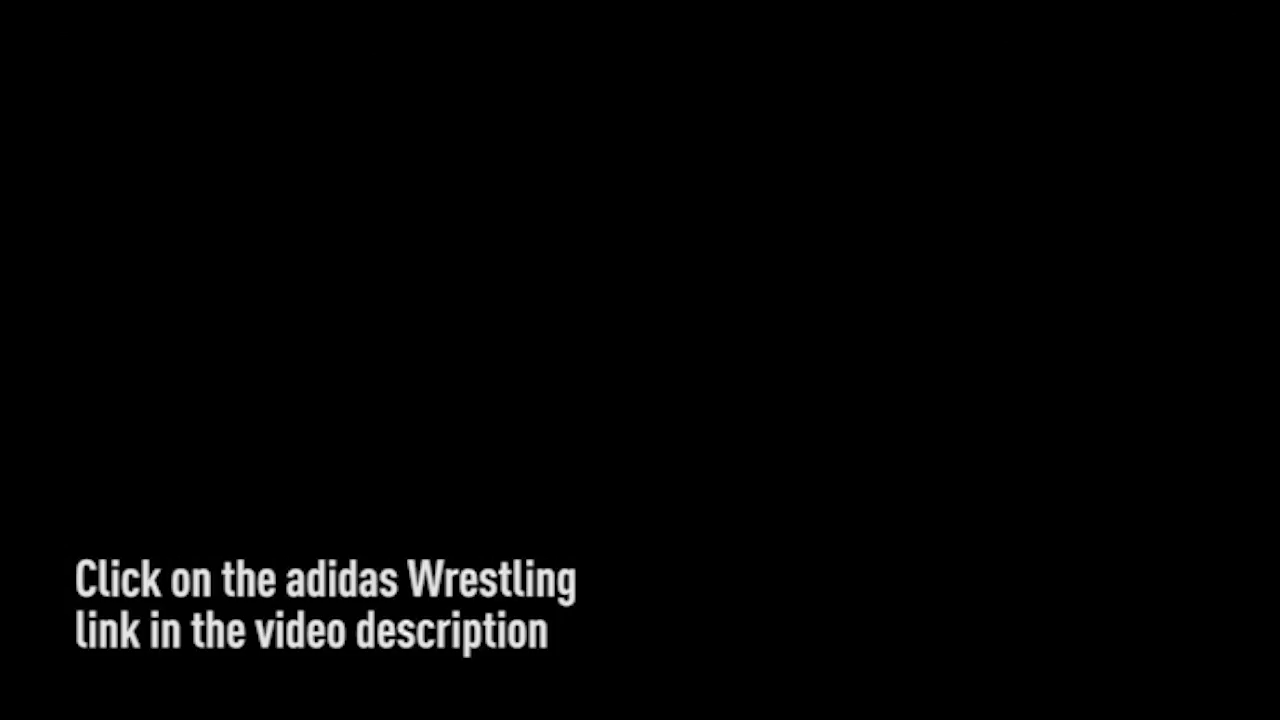 Click on the adidas Wrestling
link in the video description